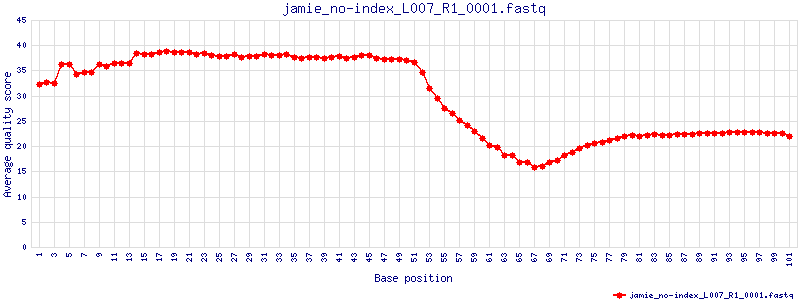 jamie_no-index_L007_R1_0001.fastq
45
40
35
30
25
20
15
10
5
0
Average quality score
1 3 5 7 9 11 13 15 17 19 21 23 25 27 29 31 33 35 37 39 41 43 45 47 49 51 53 55 57 59 61 63 65 67 69 71 73 75 77 79 81 83 85 87 89 91 93 95 97 99 101
Base position
jamie_no-index_L007_R1_0001.fastq